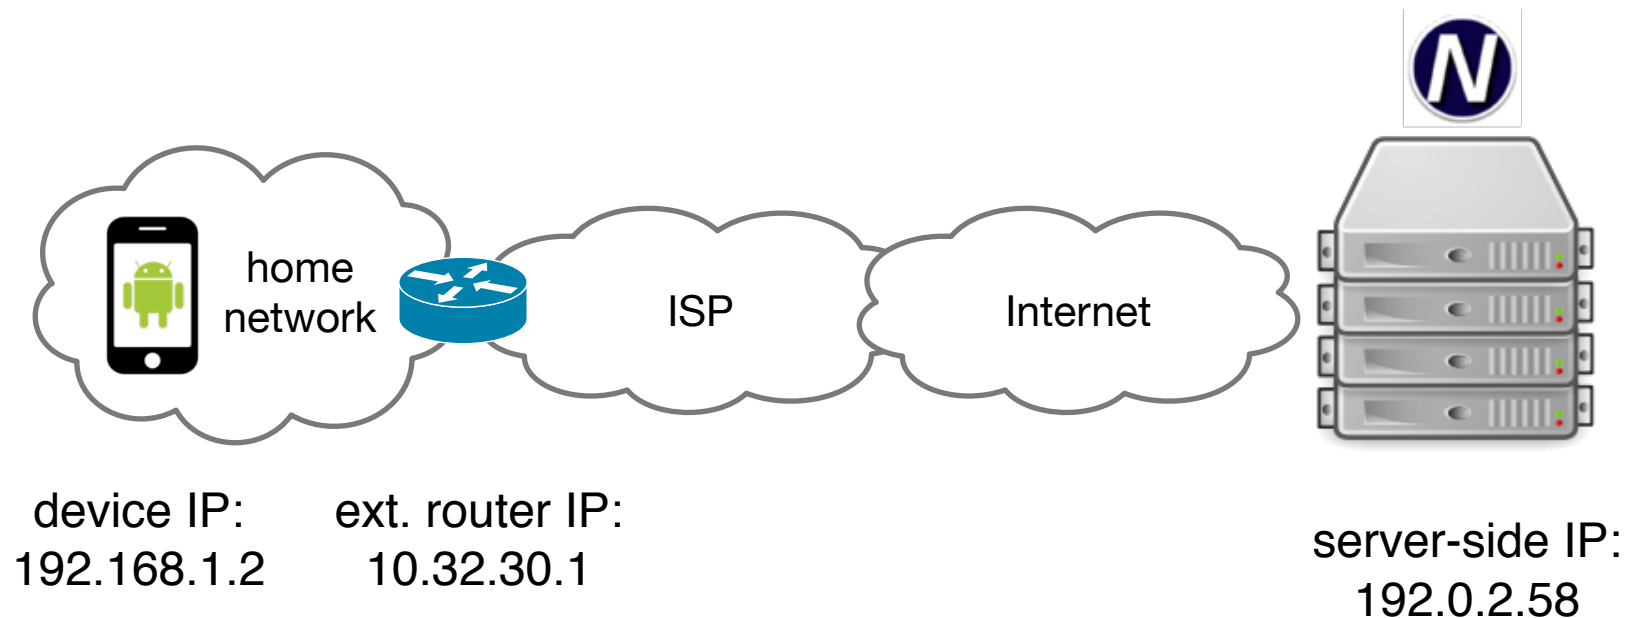 N
home
network
ISP
Internet
device IP:
192.168.1.2
ext. router IP:
10.32.30.1
server-side IP:
192.0.2.58